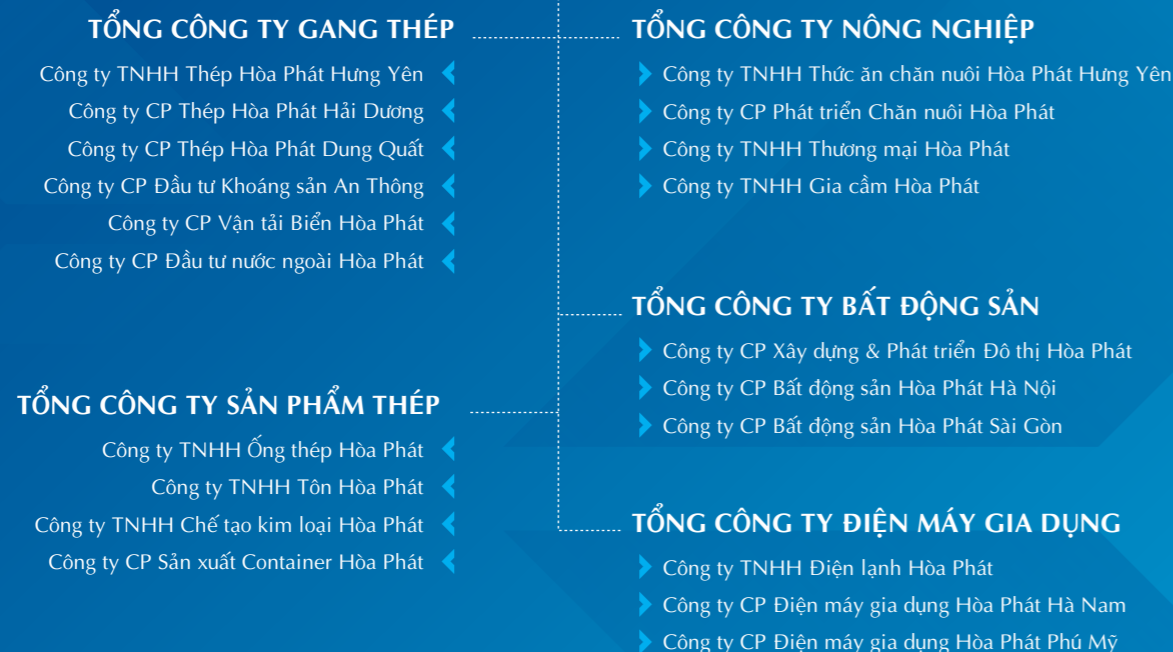 TỔNG CÔNG TY GANG THÉP
Công ty TNHH Thép Hòa Phát Hưng Yên
Công ty CP Thép Hòa Phát Hải Dương
Công ty CP Thép Hòa Phát Dung Quất
Công ty CP Đầu tư Khoáng sản An Thông
Công ty CP Vận tải Biển Hòa Phát
Công ty CP Đầu tư nước ngoài Hòa Phát
TỔNG CÔNG TY SẢN PHẨM THÉP
Công ty TNHH Ống thép Hòa Phát
Công ty TNHH Tôn Hòa Phát
Công ty TNHH Chế tạo kim loại Hòa Phát
Công ty CP Sản xuất Container Hòa Phát
TỔNG CÔNG TY NÔNG NGHIỆP
Công ty TNHH Thức ăn chăn nuôi Hòa Phát Hưng Yên
Công ty CP Phát triển Chăn nuôi Hòa Phát
Công ty TNHH Thương mại Hòa Phát
Công ty TNHH Gia cầm Hòa Phát
TỔNG CÔNG TY BẤT ĐỘNG SẢN
Công ty CP Xây dựng & Phát triển Đô thị Hòa Phát
Công ty CP Bất động sản Hòa Phát Hà Nội
Công ty CP Bất động sản Hòa Phát Sài Gòn
TỔNG CÔNG TY ĐIỆN MÁY GIA DỤNG
Công ty TNHH Điện lạnh Hòa Phát
Công ty CP Điện máy gia dụng Hòa Phát Hà Nam
Công ty CP Điện máy gia dụng Hòa Phát Phú Mỹ